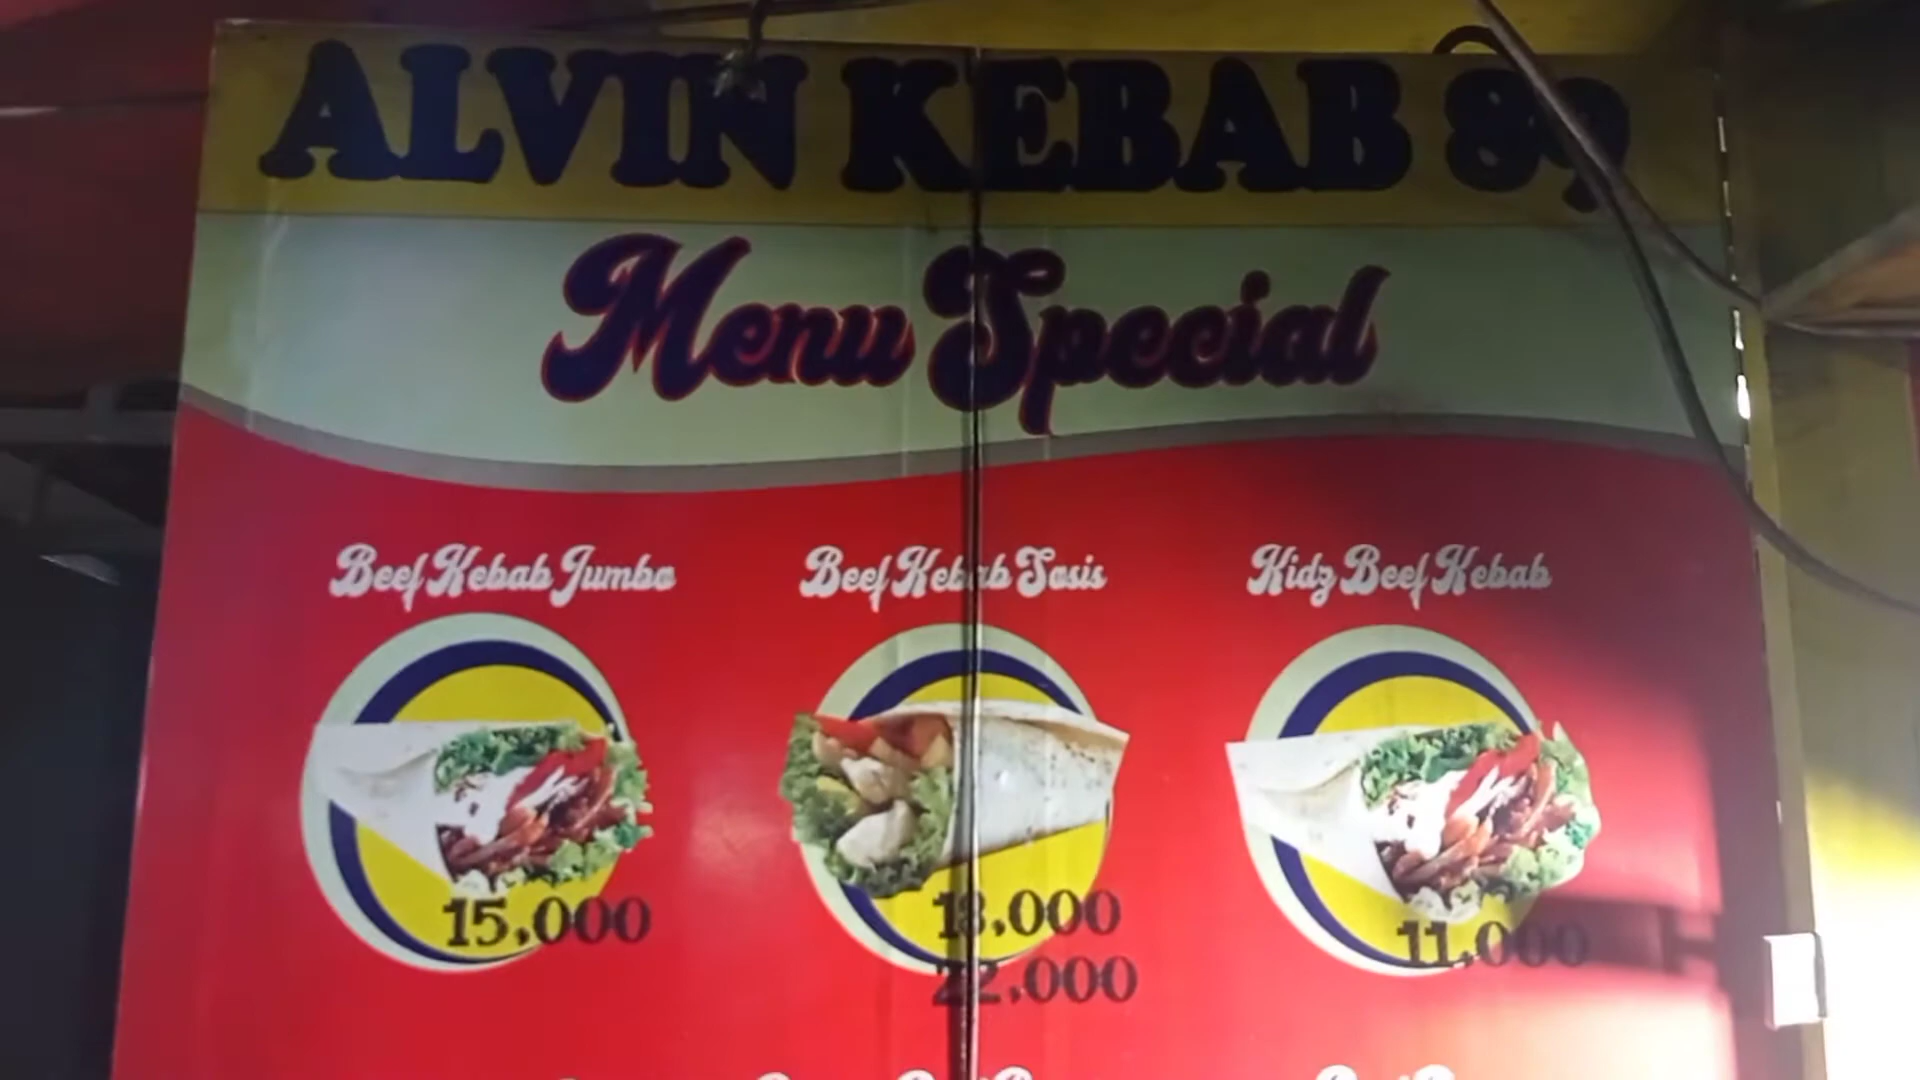 ALVIN KEBAB 89
Menu Special
Beef Kebab Jumbo
Beef Kebab Sosis
Kidz Beef Kebab
15,000
18,000
11,000
22,000